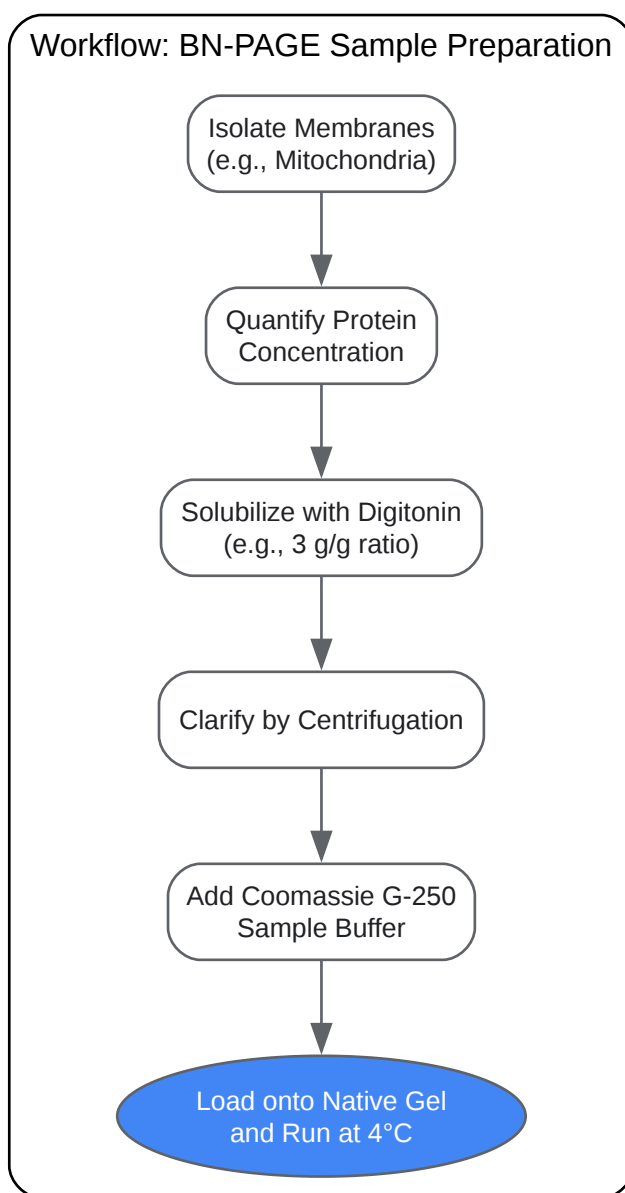 Workflow: BN-PAGE Sample Preparation
Isolate Membranes
(e.g., Mitochondria)
Quantify Protein
Concentration
Solubilize with Digitonin
(e.g., 3 g/g ratio)
Clarify by Centrifugation
Add Coomassie G-250
Sample Buffer
Load onto Native Gel
and Run at 4°C